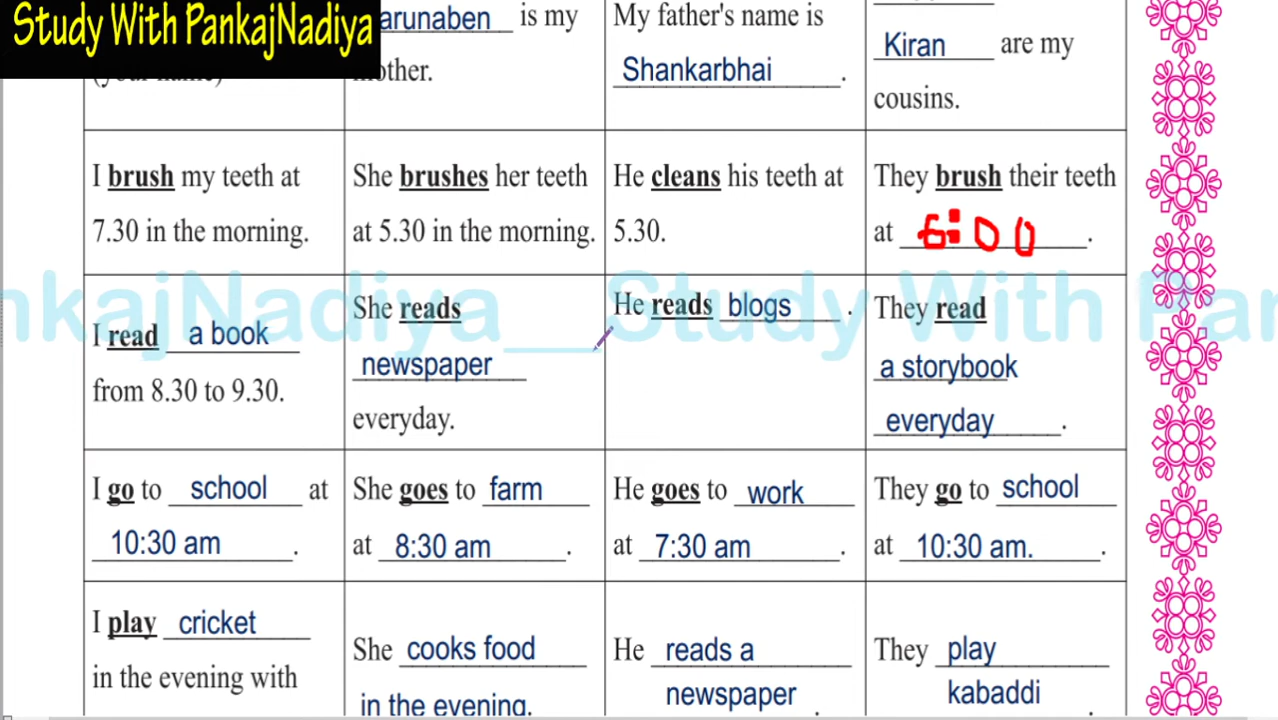 Study With PankajNadiya
(your name)
arunaben is my
mother.
My father's name is
Shankarbhai.
Kiran are my
cousins.
I brush my teeth at
7.30 in the morning.
She brushes her teeth
at 5.30 in the morning.
He cleans his teeth at
5.30.
They brush their teeth
at 6:00.
I read a book
from 8.30 to 9.30.
She reads
newspaper
everyday.
He reads blogs.
They read
a storybook
everyday.
I go to school at
10:30 am.
She goes to farm
at 8:30 am.
He goes to work
at 7:30 am.
They go to school
at 10:30 am..
I play cricket
in the evening with
She cooks food
in the evening.
He reads a
newspaper.
They play
kabaddi.
nkajNadiya__Study With Pan